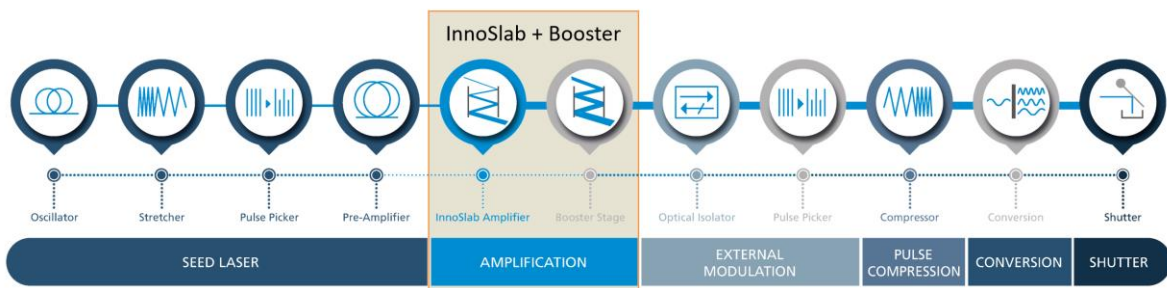 InnoSlab + Booster
Oscillator
Stretcher
Pulse Picker
Pre-Amplifier
InnoSlab Amplifier
Booster Stage
Optical Isolator
Pulse Picker
Compressor
Conversion
Shutter
SEED LASER
AMPLIFICATION
EXTERNAL
MODULATION
PULSE
COMPRESSION
CONVERSION
SHUTTER